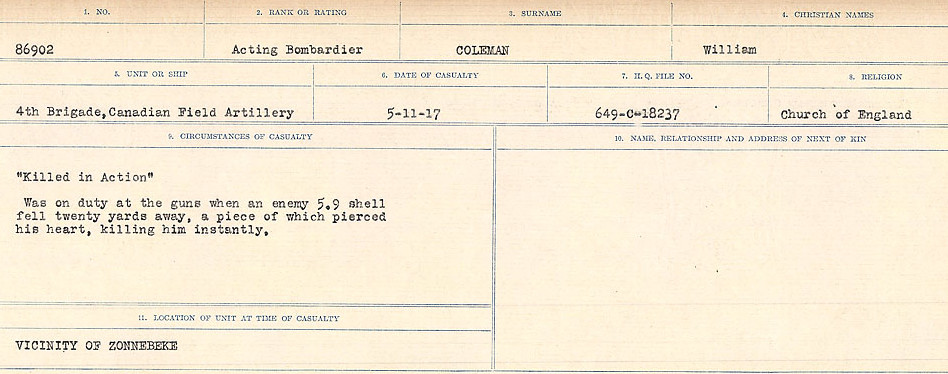 1. NO.
2. RANK OR RATING
3. SURNAME
4. CHRISTIAN NAMES
86902
Acting Bombardier
COLEMAN
William
5. UNIT OR SHIP
6. DATE OF CASUALTY
7. H.Q. FILE NO.
8. RELIGION
4th Brigade,Canadian Field Artillery
5-11-17
649-C-18237
Church of England
9. CIRCUMSTANCES OF CASUALTY
10. NAME, RELATIONSHIP AND ADDRESS OF NEXT OF KIN
"Killed in Action"
Was on duty at the guns when an enemy 5.9 shell
fell twenty yards away, a piece of which pierced
his heart, killing him instantly.
11. LOCATION OF UNIT AT TIME OF CASUALTY
VICINITY OF ZONNEBEKE